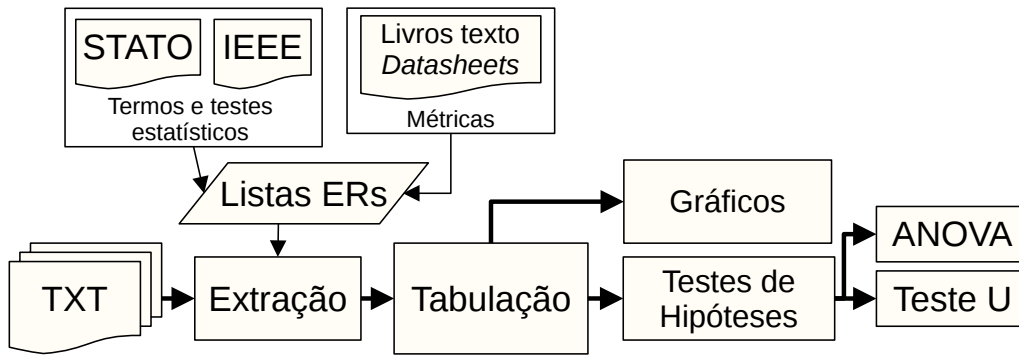 STATO
IEEE
Termos e testes
estatísticos
Livros texto
Datasheets
Métricas
Listas ERs
TXT
Extração
Tabulação
Gráficos
Testes de
Hipóteses
ANOVA
Teste U